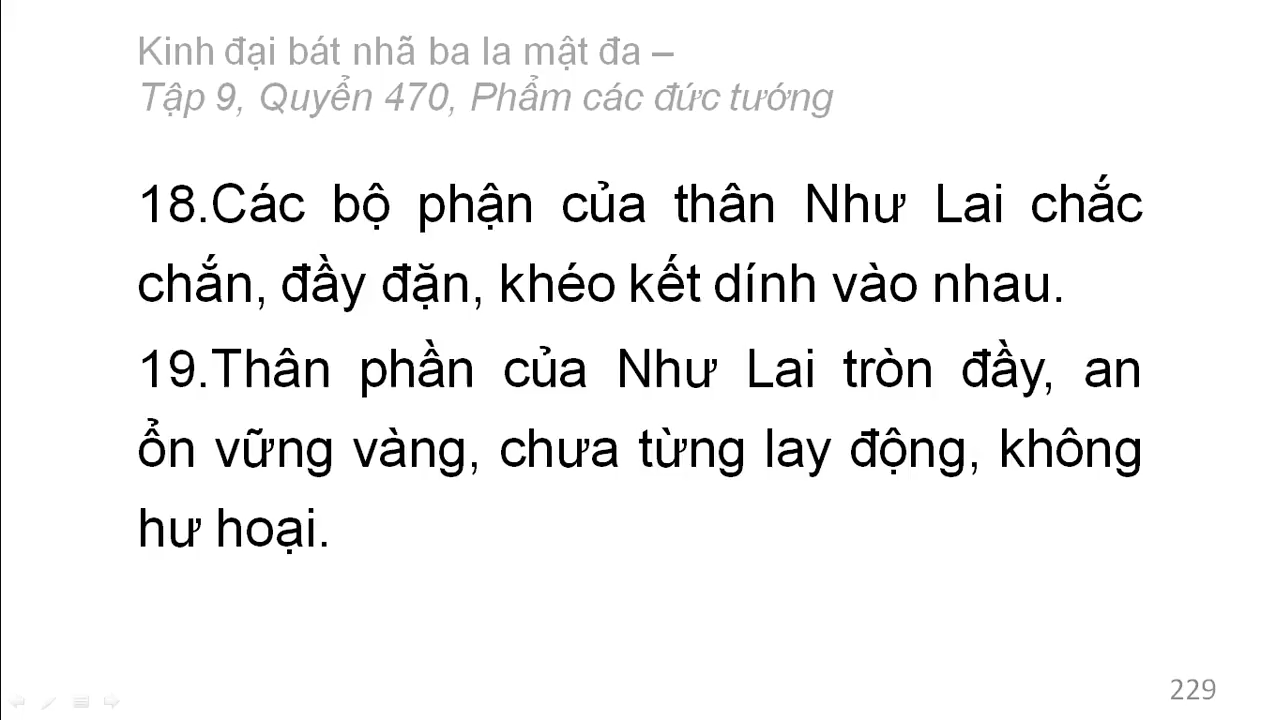 Kinh đại bát nhã ba la mật đa –
Tập 9, Quyển 470, Phẩm các đức tướng
18.Các bộ phận của thân Như Lai chắc
chắn, đầy đặn, khéo kết dính vào nhau.
19.Thân phần của Như Lai tròn đầy, an
ổn vững vàng, chưa từng lay động, không
hư hoại.
229